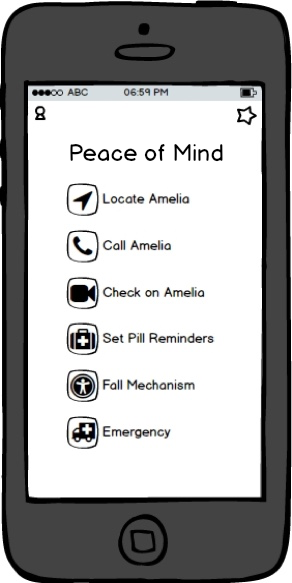 ABC 06:59 PM
Peace of Mind
Locate Amelia
Call Amelia
Check on Amelia
Set Pill Reminders
Fall Mechanism
Emergency